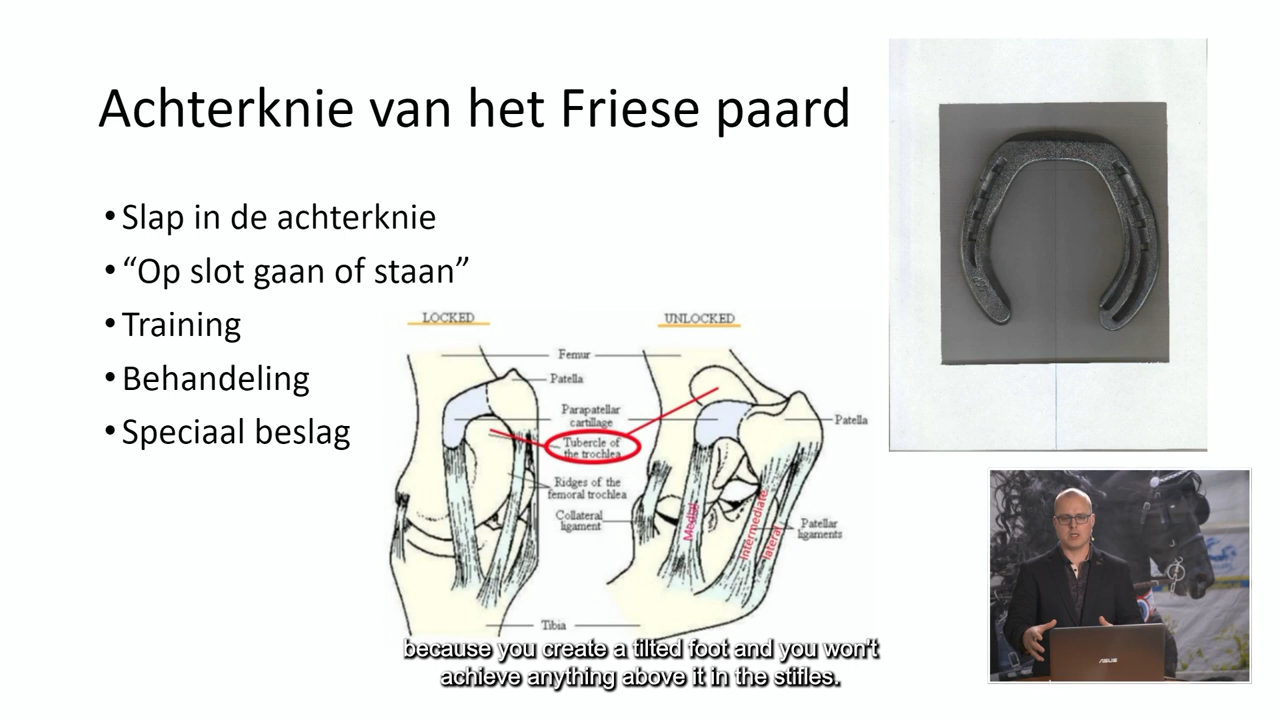 Achterknie van het Friese paard
• Slap in de achterknie
• “Op slot gaan of staan”
• Training
• Behandeling
• Speciaal beslag
LOCKED
UNLOCKED
Femur
Patella
Parapatellar
cartillage
Patella
Tubercle of
the trochlea
Ridges of the
femoral trochlea
Collateral
ligament
Medial
intermediate
lateral
Patellar
ligaments
Tibia
because you create a tilted foot and you won't
achieve anything above it in the stifles.
ASUS